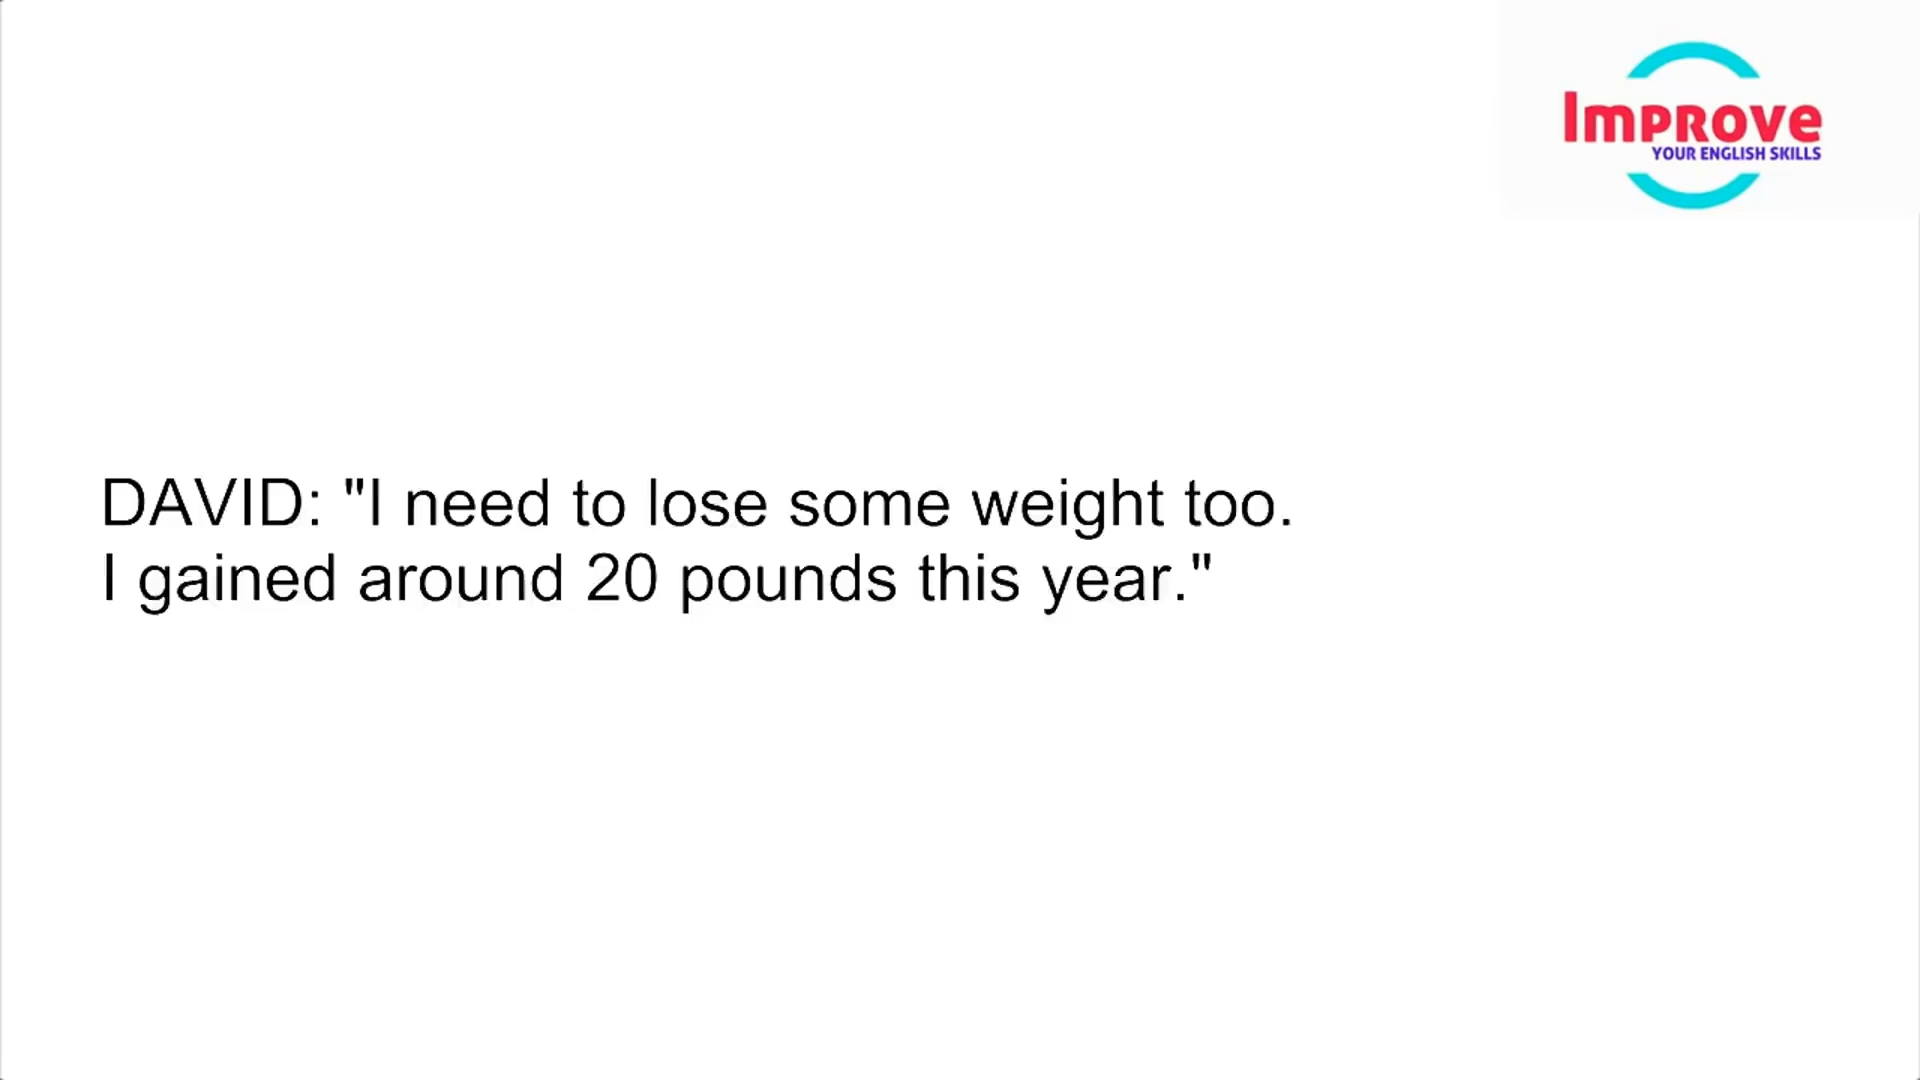 Improve
YOUR ENGLISH SKILLS
DAVID: "I need to lose some weight too.
I gained around 20 pounds this year."